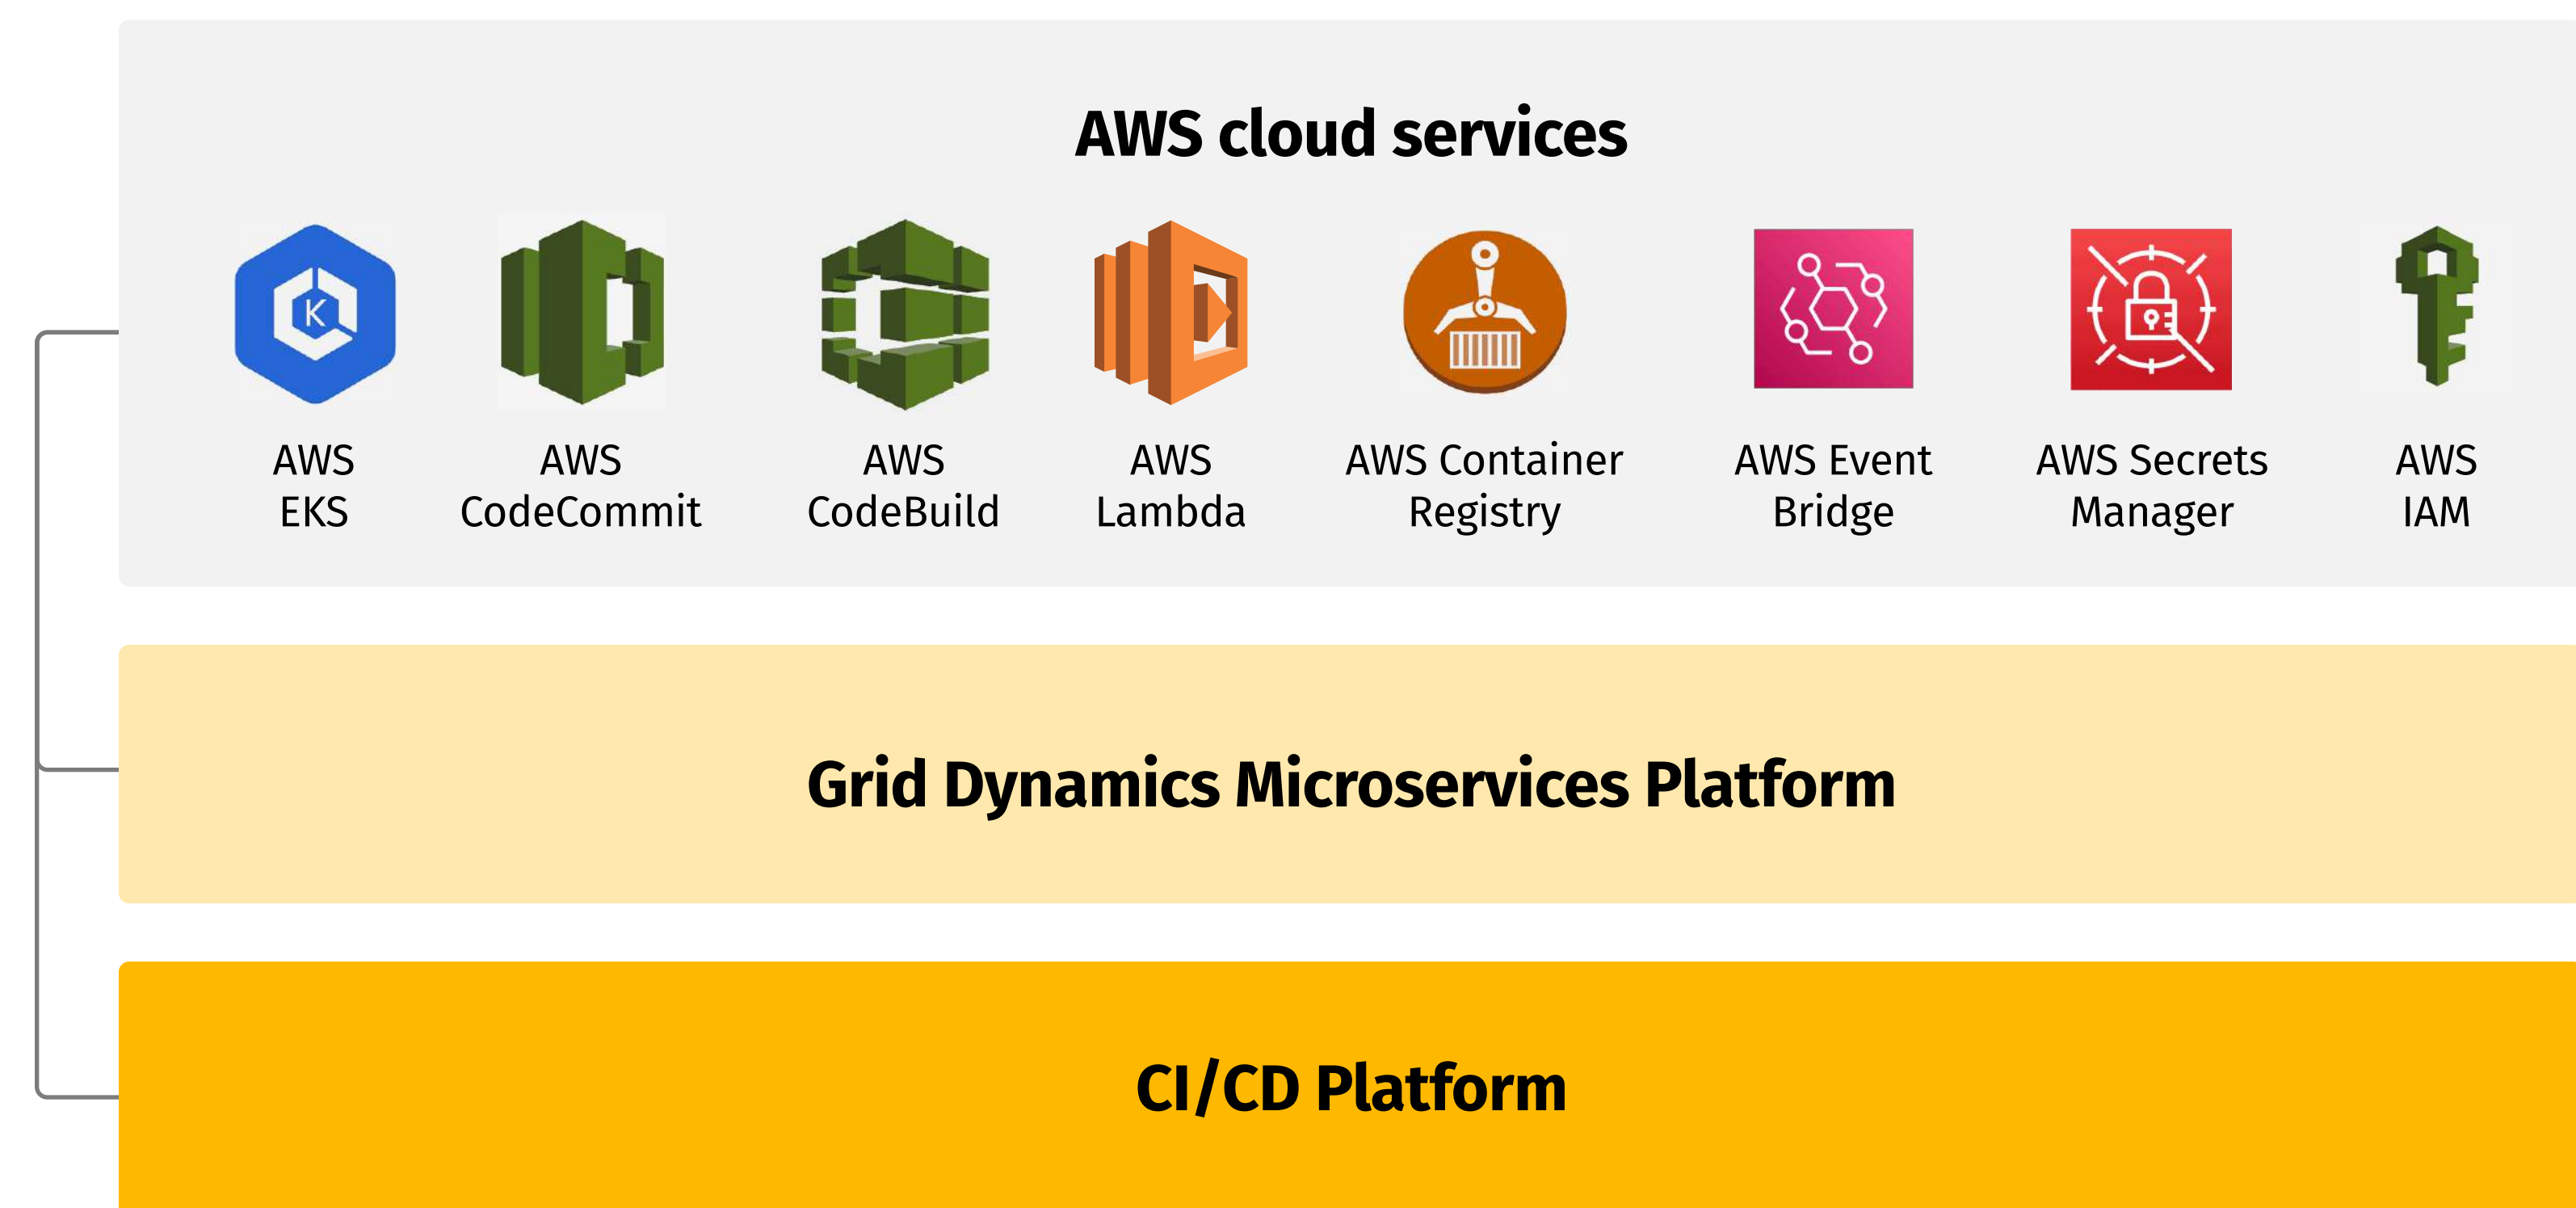 AWS cloud services
K
AWS
EKS
AWS
CodeCommit
AWS
CodeBuild
AWS
Lambda
AWS Container
Registry
AWS Event
Bridge
AWS Secrets
Manager
AWS
IAM
Grid Dynamics Microservices Platform
CI/CD Platform